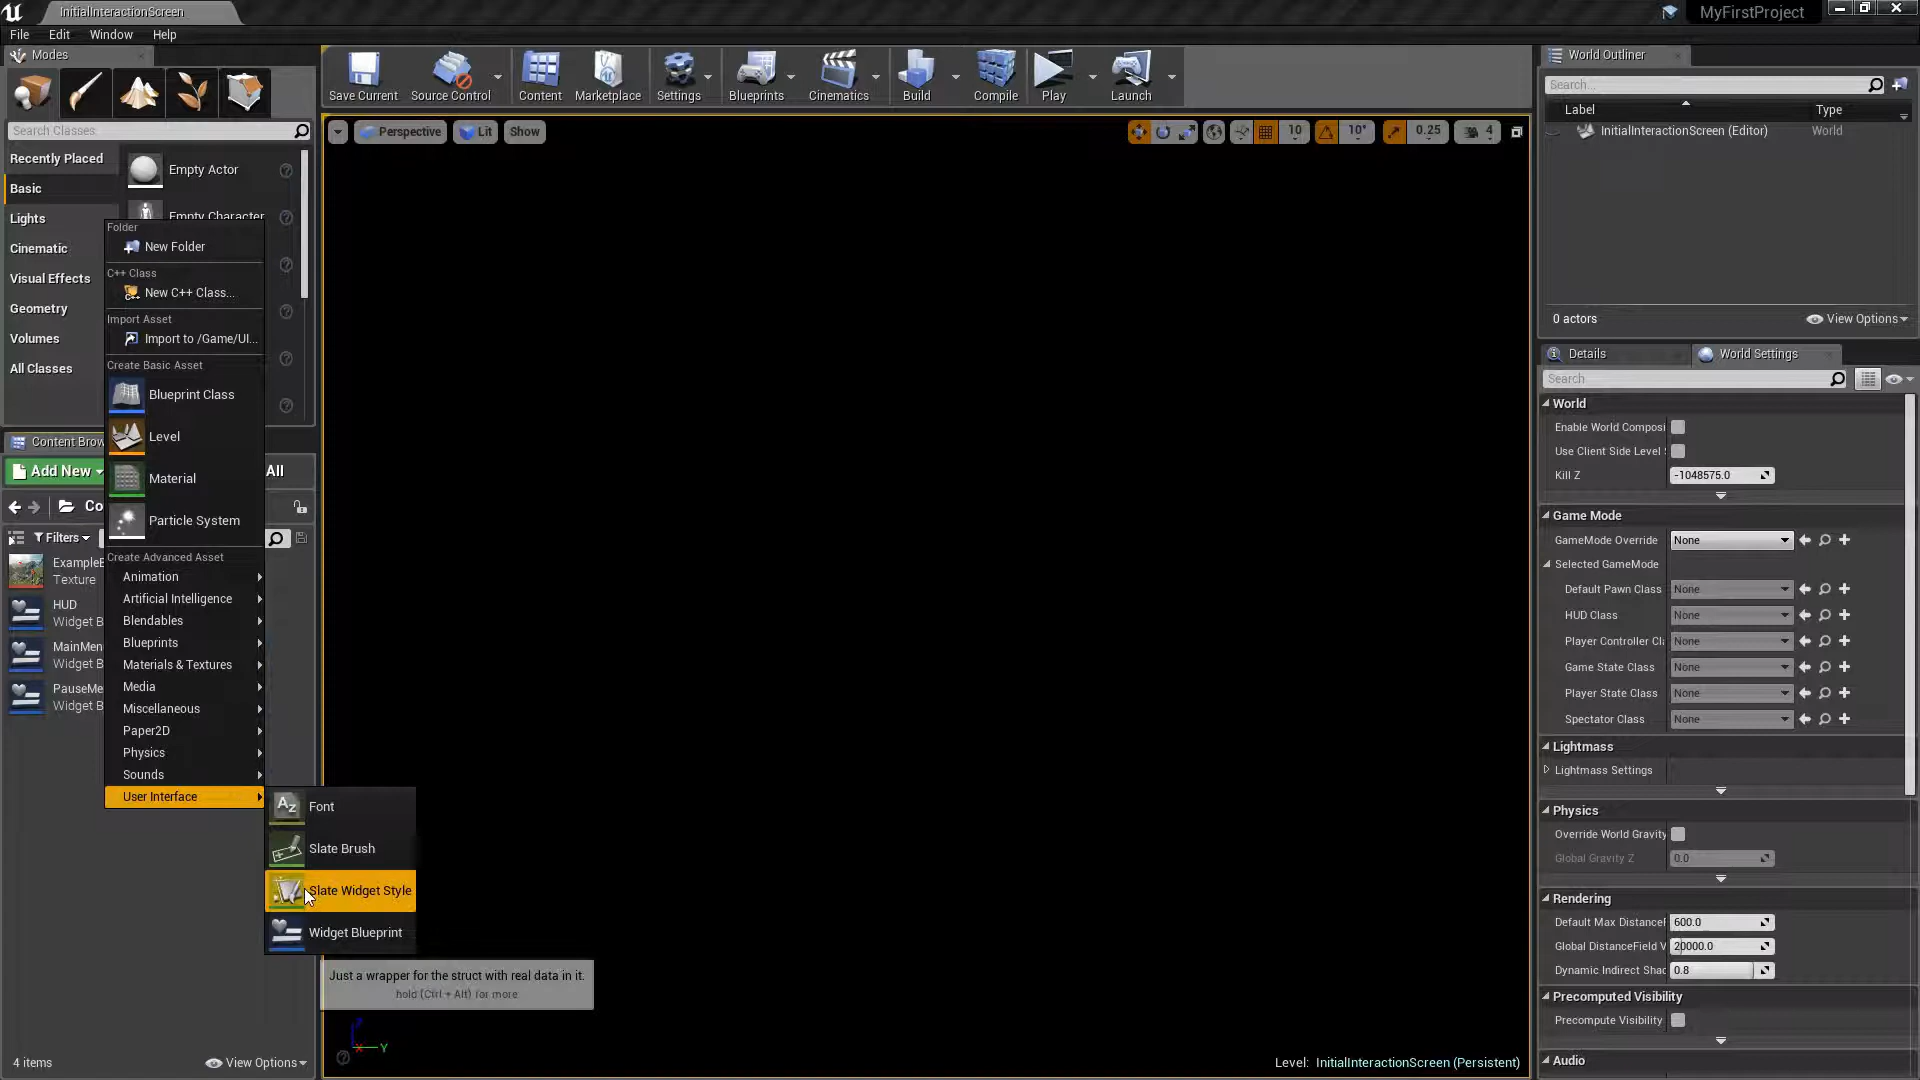 InitialInteractionScreen
MyFirstProject
File Edit Window Help
Modes
Search Classes
Recently Placed
Basic
Lights
Cinematic
Visual Effects
Geometry
Volumes
All Classes
Empty Actor
Empty Character
Folder
New Folder
C++ Class
New C++ Class...
Import Asset
Import to /Game/UI...
Create Basic Asset
Blueprint Class
Level
Material
Particle System
Create Advanced Asset
Animation
Artificial Intelligence
Blendables
Blueprints
Materials & Textures
Media
Miscellaneous
Paper2D
Physics
Sounds
User Interface
Font
Slate Brush
Slate Widget Style
Widget Blueprint
Just a wrapper for the struct with real data in it.
hold (Ctrl + Alt) for more
Content Brow
Add New
All
Co
Filters
ExampleB
Texture
HUD
Widget B
MainMen
Widget B
PauseMe
Widget B
4 items
View Options
Save Current
Source Control
Content
Marketplace
Settings
Blueprints
Cinematics
Build
Compile
Play
Launch
Perspective
Lit
Show
10
10°
0.25
4
Z
X
Y
Level: InitialInteractionScreen (Persistent)
World Outliner
Search...
Label
Type
InitialInteractionScreen (Editor)
World
0 actors
View Options
Details
World Settings
Search
World
Enable World Composi
Use Client Side Level
Kill Z
-1048575.0
Game Mode
GameMode Override
None
Selected GameMode
Default Pawn Class
None
HUD Class
None
Player Controller Cl
None
Game State Class
None
Player State Class
None
Spectator Class
None
Lightmass
Lightmass Settings
Physics
Override World Gravity
Global Gravity Z
0.0
Rendering
Default Max DistanceF
600.0
Global DistanceField V
20000.0
Dynamic Indirect Shad
0.8
Precomputed Visibility
Precompute Visibility
Audio